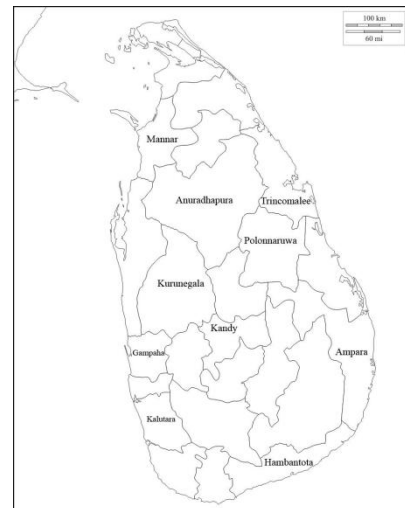 100 km
60 mi
Mannar
Anuradhapura
Trincomalee
Polonnaruwa
Kurunegala
Kandy
Gampaha
Ampara
Kalutara
Hambantota